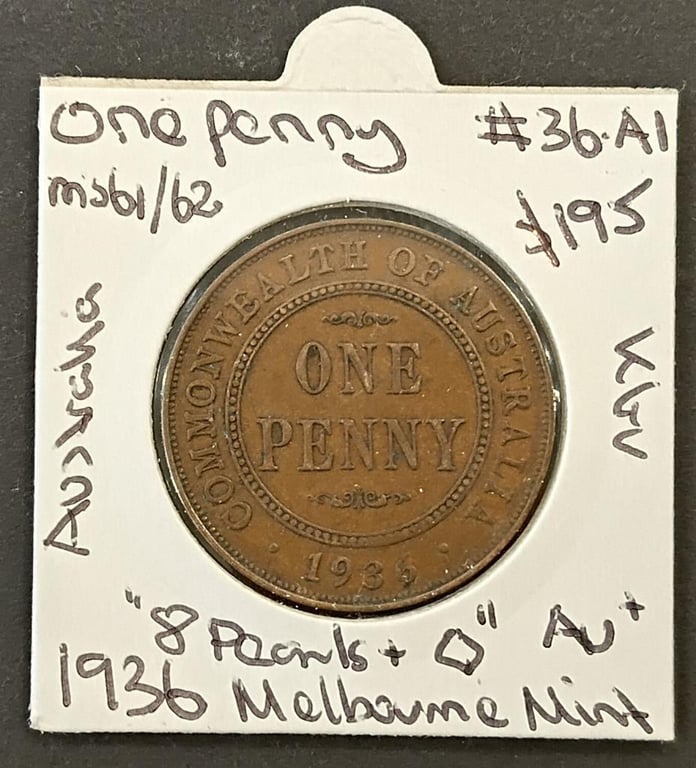 One penny #36.A1
ms61/62 $195
Australia
KGV
COMMONWEALTH OF AUSTRALIA
ONE
PENNY
1936
"8 Pearls + ◇" Au+
1936 Melbourne Mint